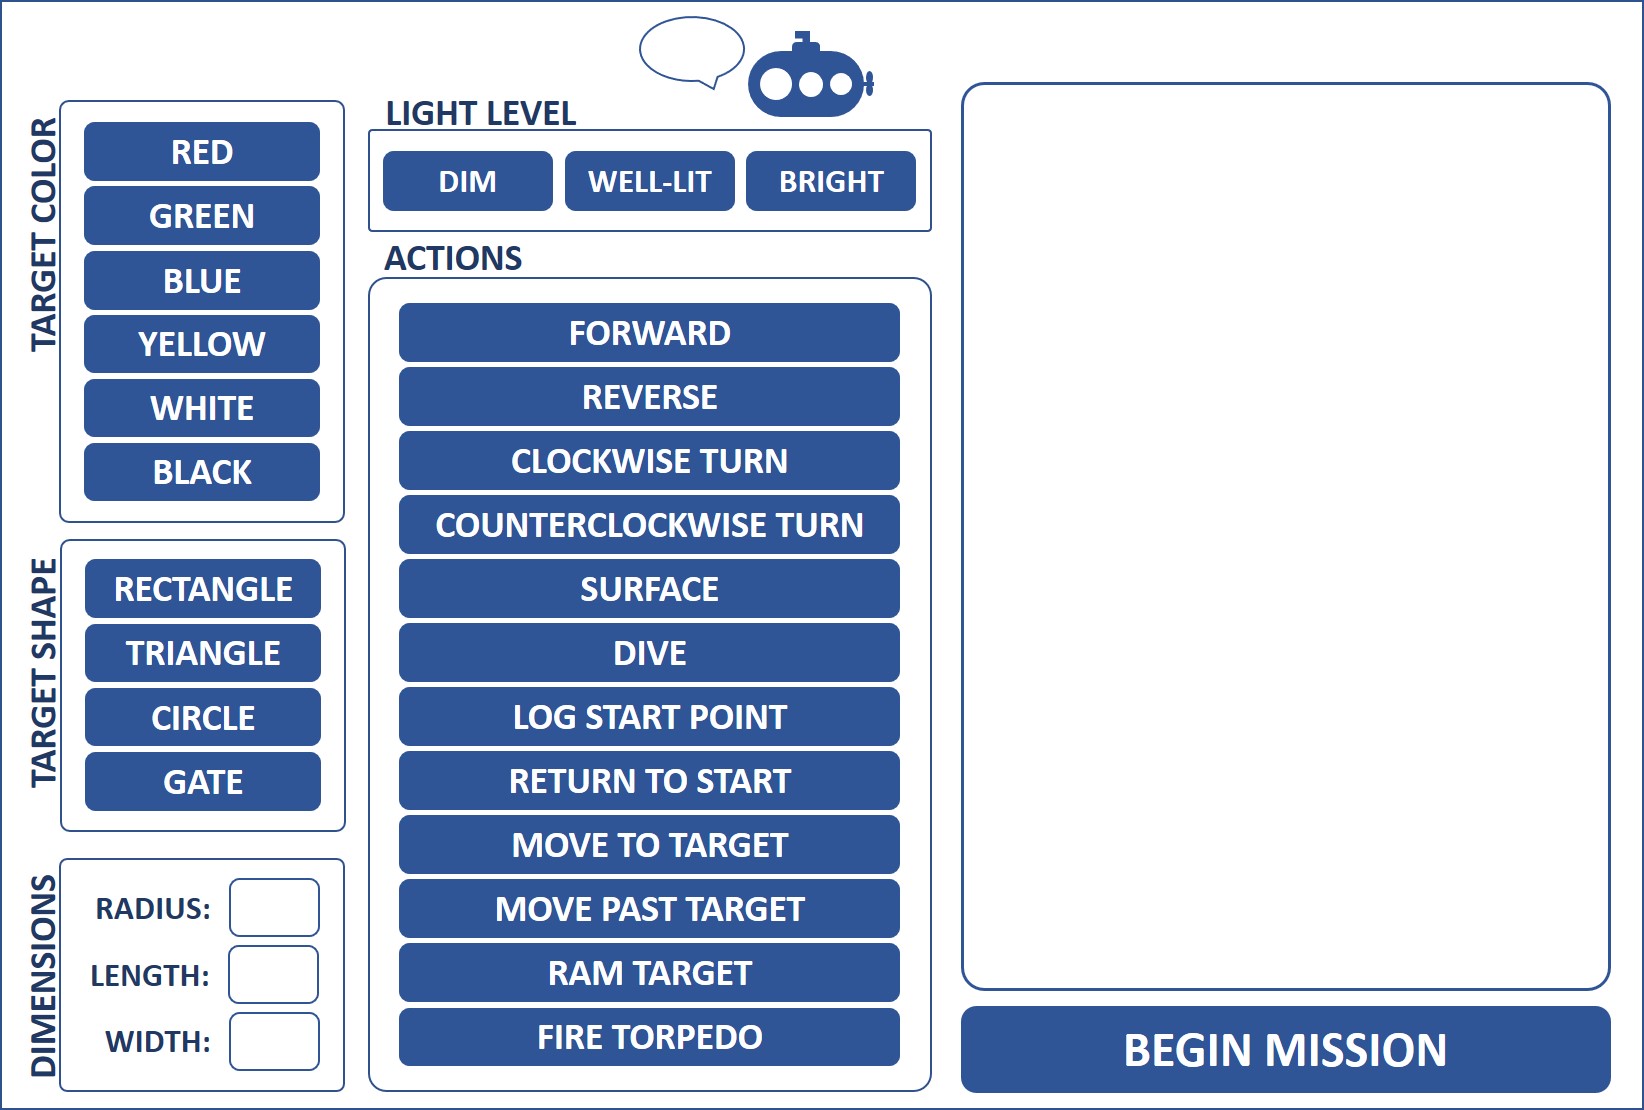 TARGET COLOR
RED
GREEN
BLUE
YELLOW
WHITE
BLACK
TARGET SHAPE
RECTANGLE
TRIANGLE
CIRCLE
GATE
DIMENSIONS
RADIUS:
LENGTH:
WIDTH:
LIGHT LEVEL
DIM
WELL-LIT
BRIGHT
ACTIONS
FORWARD
REVERSE
CLOCKWISE TURN
COUNTERCLOCKWISE TURN
SURFACE
DIVE
LOG START POINT
RETURN TO START
MOVE TO TARGET
MOVE PAST TARGET
RAM TARGET
FIRE TORPEDO
BEGIN MISSION